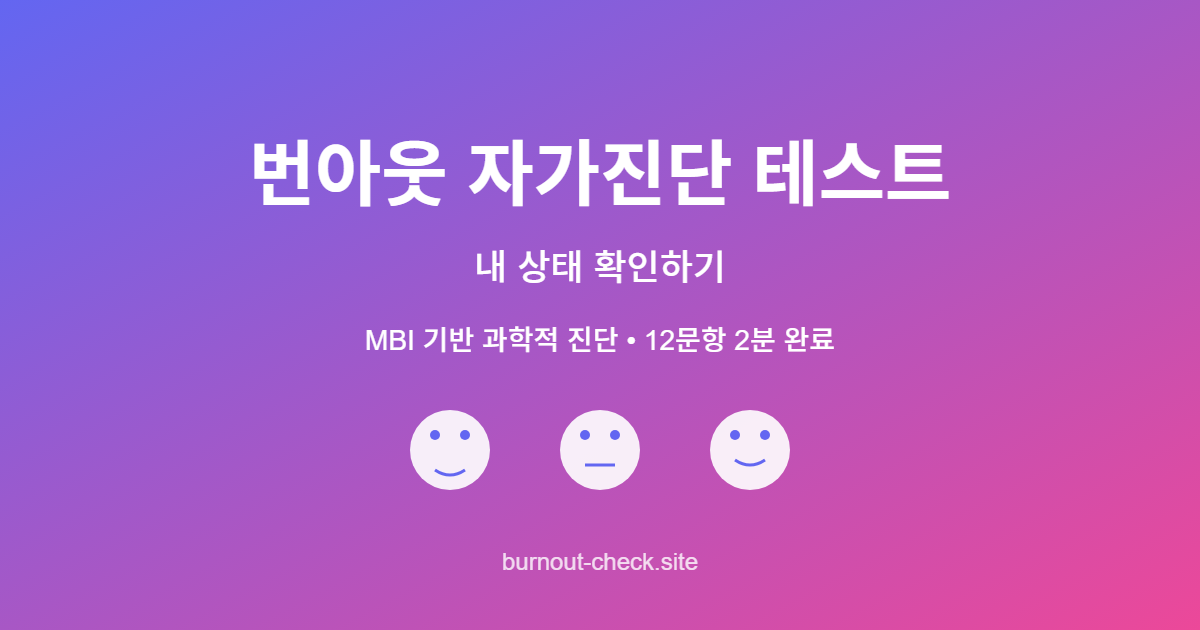 번아웃 자가진단 테스트
내 상태 확인하기
MBI 기반 과학적 진단 • 12문항 2분 완료
burnout-check.site